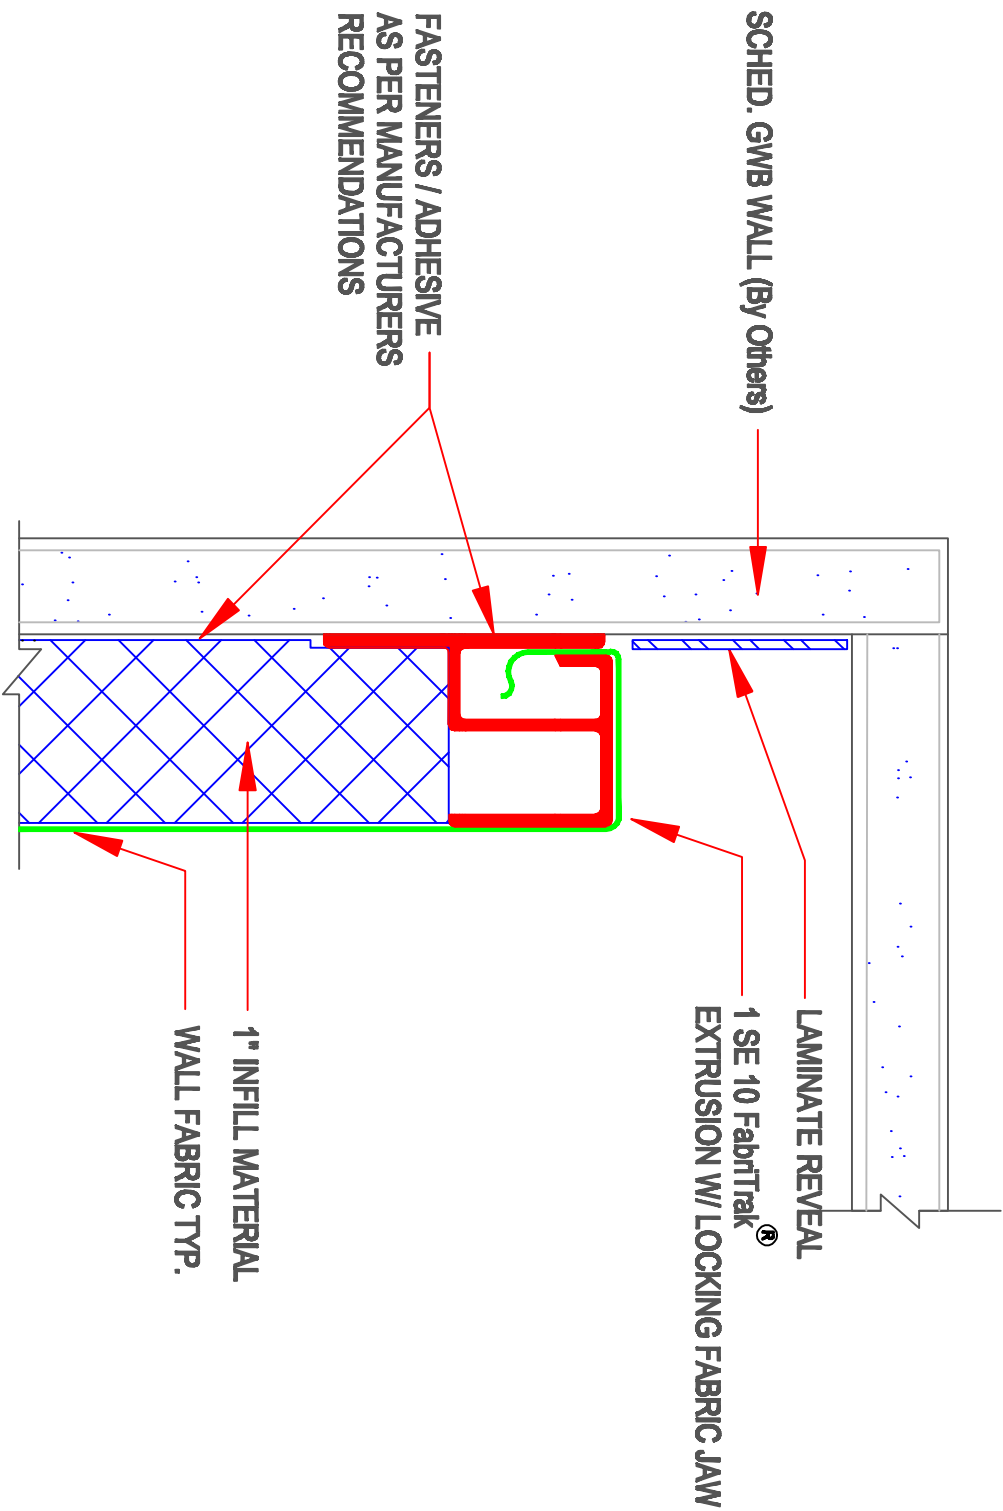 SCHED. GWB WALL (By Others)
FASTENERS / ADHESIVE
AS PER MANUFACTURERS
RECOMMENDATIONS
LAMINATE REVEAL
1 SE 10 FabriTrak®
EXTRUSION W/ LOCKING FABRIC JAW
1" INFILL MATERIAL
WALL FABRIC TYP.